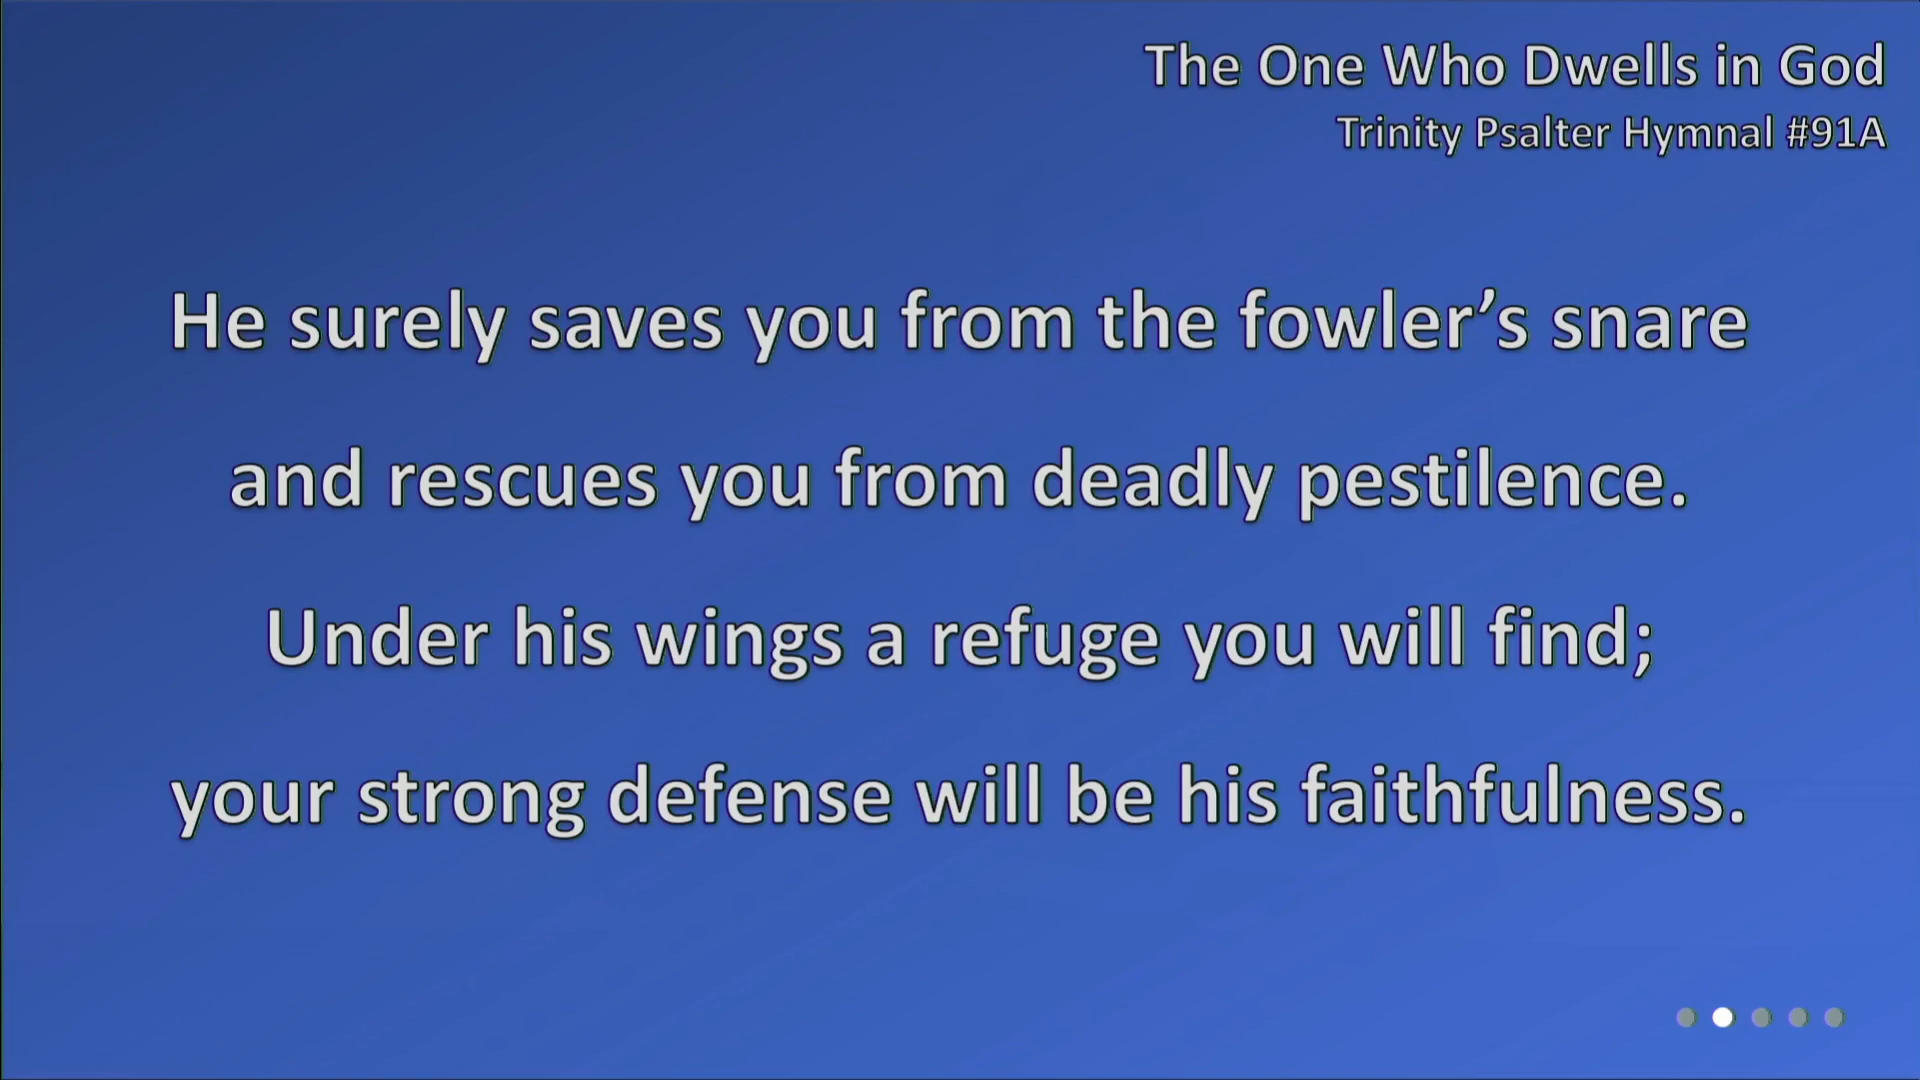 The One Who Dwells in God
Trinity Psalter Hymnal #91A
He surely saves you from the fowler’s snare
and rescues you from deadly pestilence.
Under his wings a refuge you will find;
your strong defense will be his faithfulness.